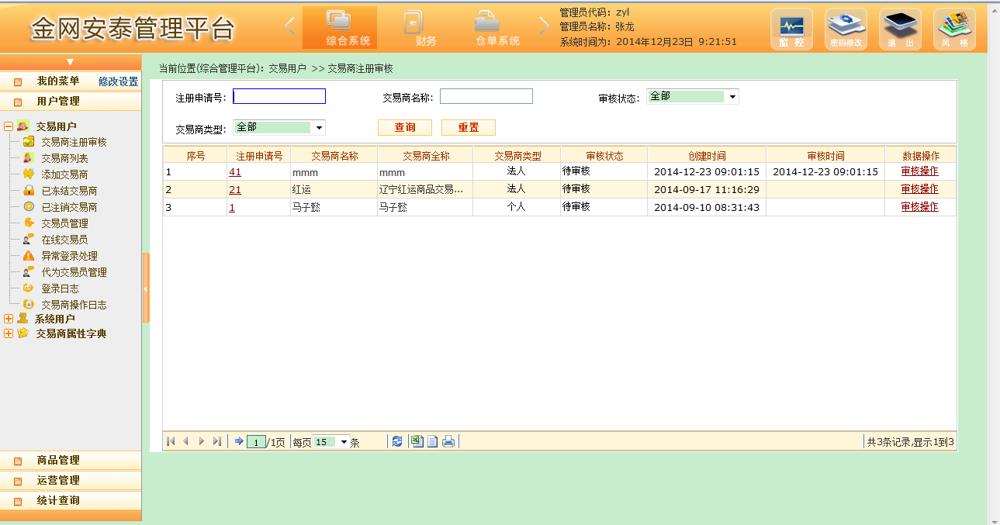 金网安泰管理平台
综合系统
财务
仓单系统
管理员代码: zyl
管理员名称: 张龙
系统时间为: 2014年12月23日 9:21:51
监 控
密码修改
退 出
风 格
我的菜单 修改设置
用户管理
交易用户
交易商注册审核
交易商列表
添加交易商
已冻结交易商
已注销交易商
交易员管理
在线交易员
异常登录处理
代为交易员管理
登录日志
交易商操作日志
系统用户
交易商属性字典
商品管理
运营管理
统计查询
当前位置(综合管理平台): 交易用户 >> 交易商注册审核
注册申请号: 交易商名称: 审核状态: 全部
交易商类型: 全部 查询 重置
序号 注册申请号 交易商名称 交易商全称 交易商类型 审核状态 创建时间 审核时间 数据操作
1 41 mmm mmm 法人 待审核 2014-12-23 09:01:15 2014-12-23 09:01:15 审核操作
2 21 红运 辽宁红运商品交易... 法人 待审核 2014-09-17 11:16:29 审核操作
3 1 马子懿 马子懿 个人 待审核 2014-09-10 08:31:43 审核操作
1 /1页 每页 15 条 共3条记录,显示1到3